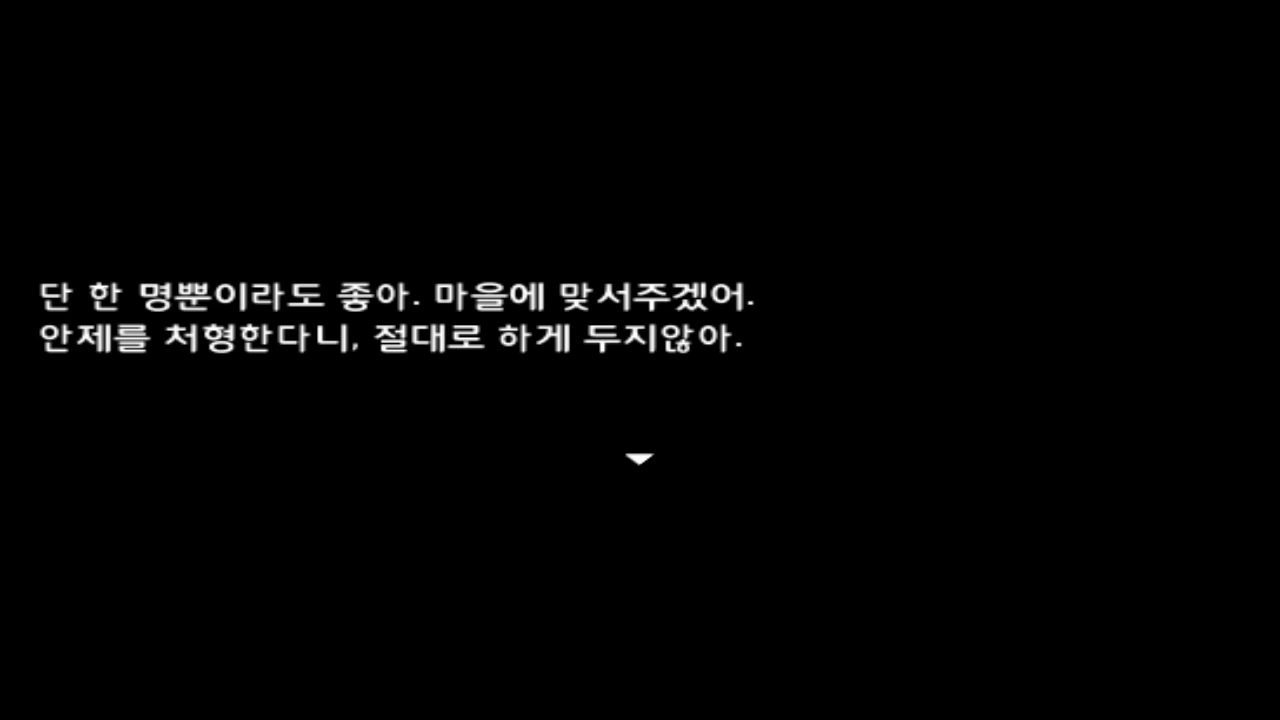 단 한 명뿐이라도 좋아. 마을에 맞서주겠어.
안제를 처형한다니, 절대로 하게 두지않아.